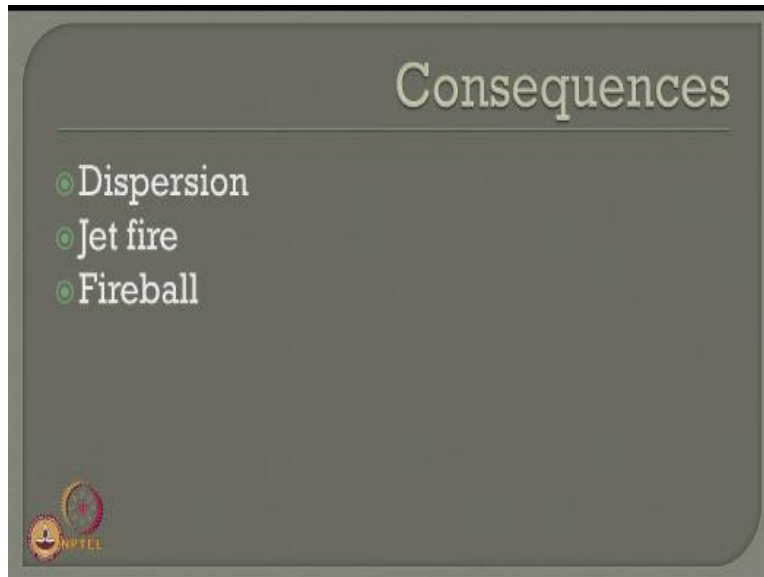 Consequences
Dispersion
Jet fire
Fireball
NPTEL